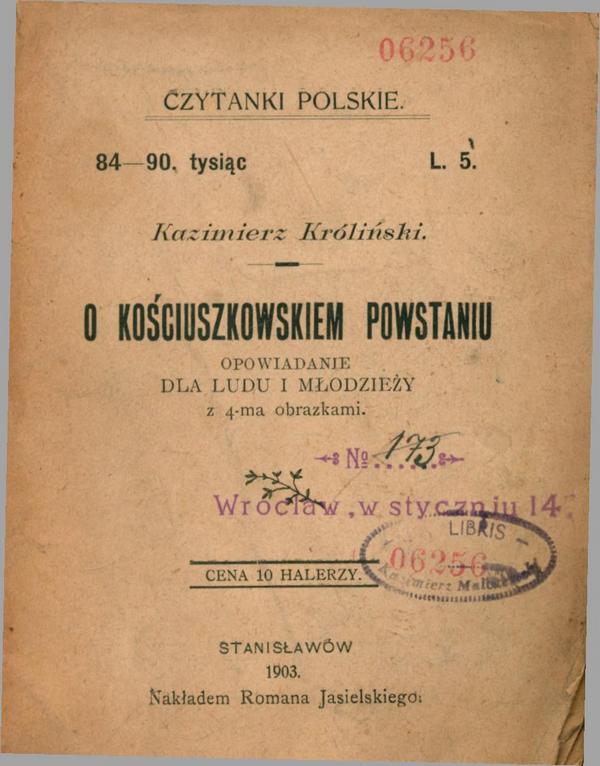 06256
CZYTANKI POLSKIE.
84—90. tysiąc L. 5.
Kazimierz Króliński.
O KOŚCIUSZKOWSKIEM POWSTANIU
OPOWIADANIE
DLA LUDU I MŁODZIEŻY
z 4-ma obrazkami.
№ 173
Wrocław, w styczniu 14
LIBRIS
06256
Kazimierz
CENA 10 HALERZY.
STANISŁAWÓW
1903.
Nakładem Romana Jasielskiego.